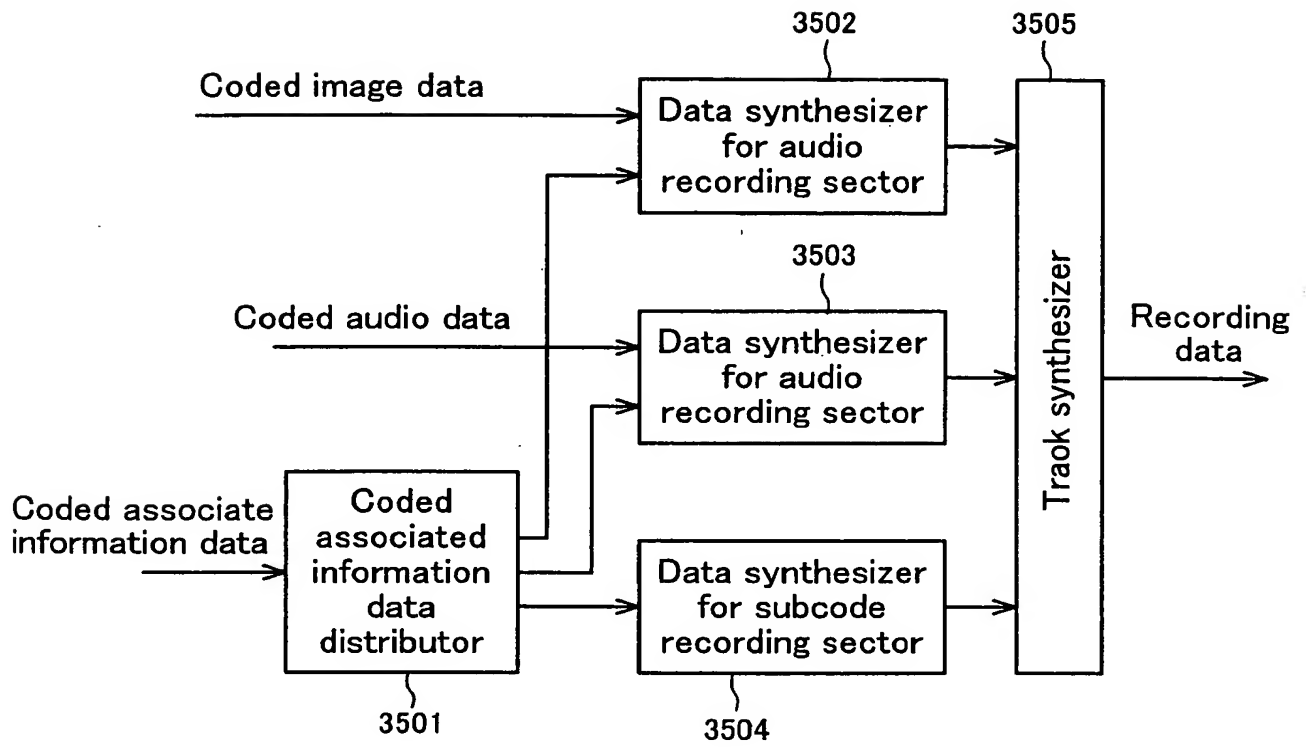 3502
3505
Coded image data
Data synthesizer
for audio
recording sector
3503
Coded audio data
Data synthesizer
for audio
recording sector
Traok synthesizer
Recording
data
Coded associate
information data
Coded
associated
information
data
distributor
Data synthesizer
for subcode
recording sector
3501
3504